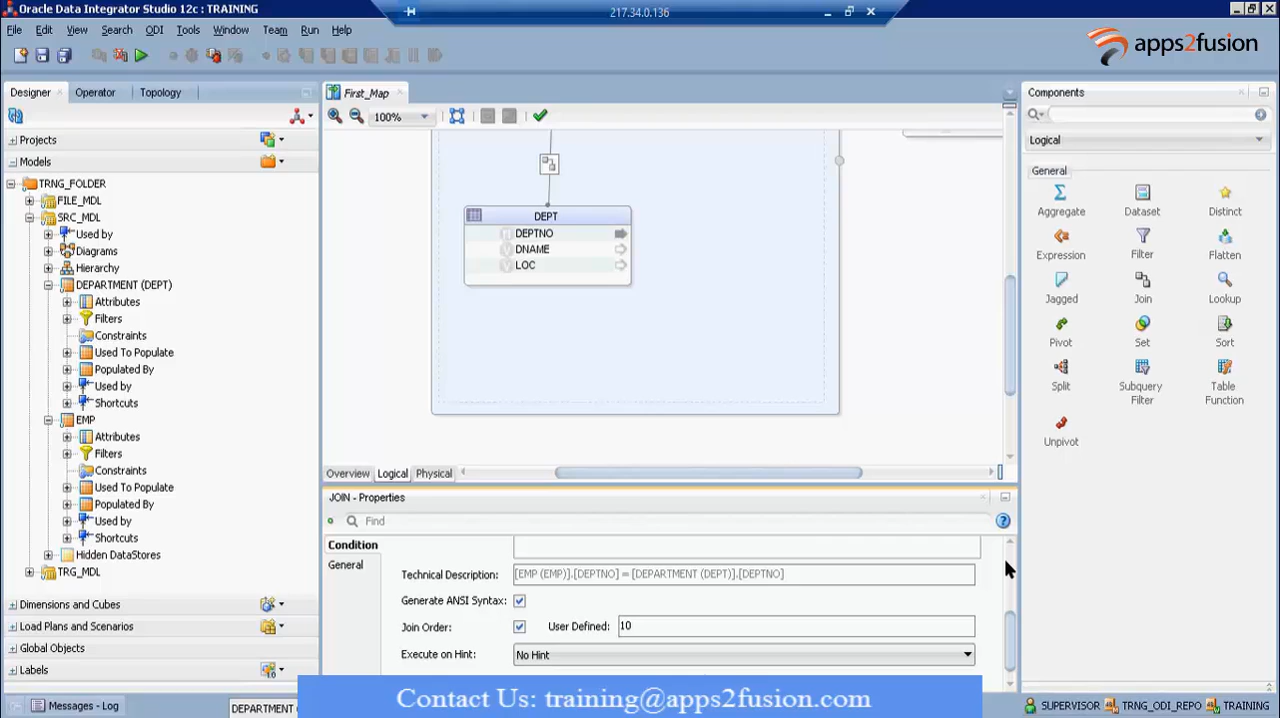 Oracle Data Integrator Studio 12c : TRAINING
217.34.0.136
File Edit View Search ODI Tools Window Team Run Help
apps2fusion
Designer Operator Topology
First_Map
Components
100%
Projects
Logical
Models
General
TRNG_FOLDER
FILE_MDL
SRC_MDL
Used by
Diagrams
Hierarchy
DEPARTMENT (DEPT)
Attributes
Filters
Constraints
Used To Populate
Populated By
Used by
Shortcuts
EMP
Attributes
Filters
Constraints
Used To Populate
Populated By
Used by
Shortcuts
Hidden DataStores
TRG_MDL
Dimensions and Cubes
Load Plans and Scenarios
Global Objects
Labels
DEPT
DEPTNO
DNAME
LOC
Aggregate Dataset Distinct
Expression Filter Flatten
Jagged Join Lookup
Pivot Set Sort
Split Subquery Filter Table Function
Unpivot
Overview Logical Physical
JOIN - Properties
Find
Condition
General
Technical Description: [EMP (EMP)].[DEPTNO] = [DEPARTMENT (DEPT)].[DEPTNO]
Generate ANSI Syntax:
Join Order: User Defined: 10
Execute on Hint: No Hint
Messages - Log
DEPARTMENT
Contact Us: training@apps2fusion.com
SUPERVISOR TRNG_ODI_REPO TRAINING